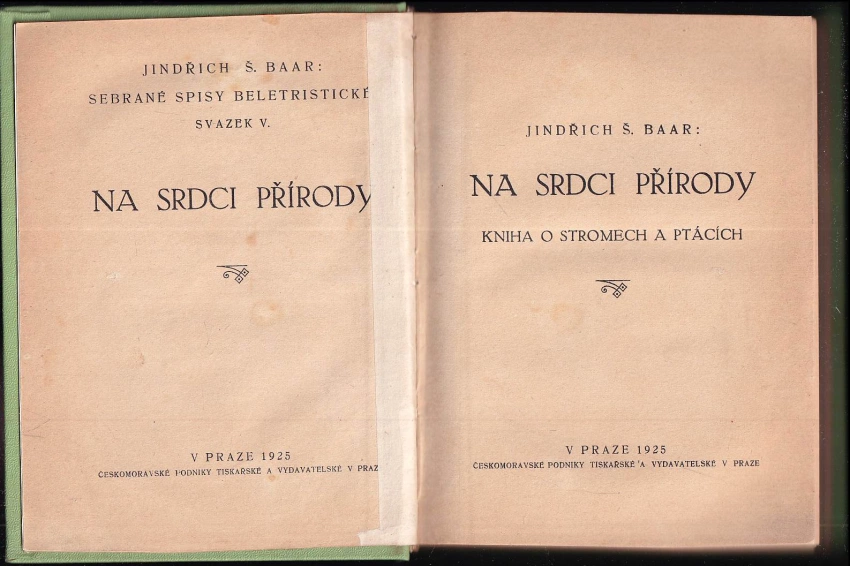 JINDŘICH Š. BAAR:
SEBRANÉ SPISY BELETRISTICKÉ
SVAZEK V.
NA SRDCI PŘÍRODY
V PRAZE 1925
ČESKOMORAVSKÉ PODNIKY TISKAŘSKÉ A VYDAVATELSKÉ V PRAZ
JINDŘICH Š. BAAR:
NA SRDCI PŘÍRODY
KNIHA O STROMECH A PTÁCÍCH
V PRAZE 1925
ČESKOMORAVSKÉ PODNIKY TISKAŘSKÉ A VYDAVATELSKÉ V PRAZE